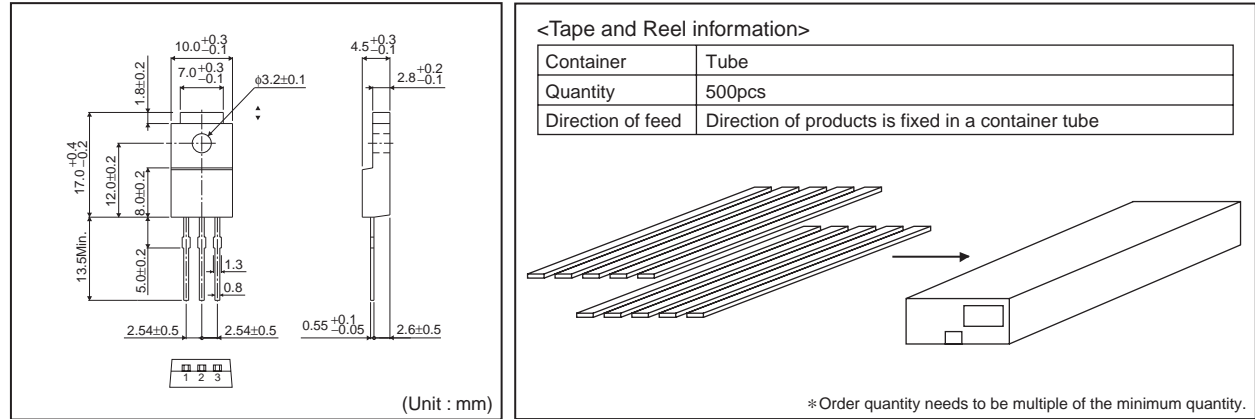 10.0 +0.3 −0.1
7.0 +0.3 −0.1
1.8±0.2
φ3.2±0.1
17.0 +0.4 −0.2
12.0±0.2
8.0±0.2
13.5Min.
5.0±0.2
1.3
0.8
2.54±0.5 2.54±0.5
1 2 3
4.5 +0.3 −0.1
2.8 +0.2 −0.1
0.55 +0.1 −0.05
2.6±0.5
(Unit : mm)
<Tape and Reel information>
Container Tube
Quantity 500pcs
Direction of feed Direction of products is fixed in a container tube
∗Order quantity needs to be multiple of the minimum quantity.